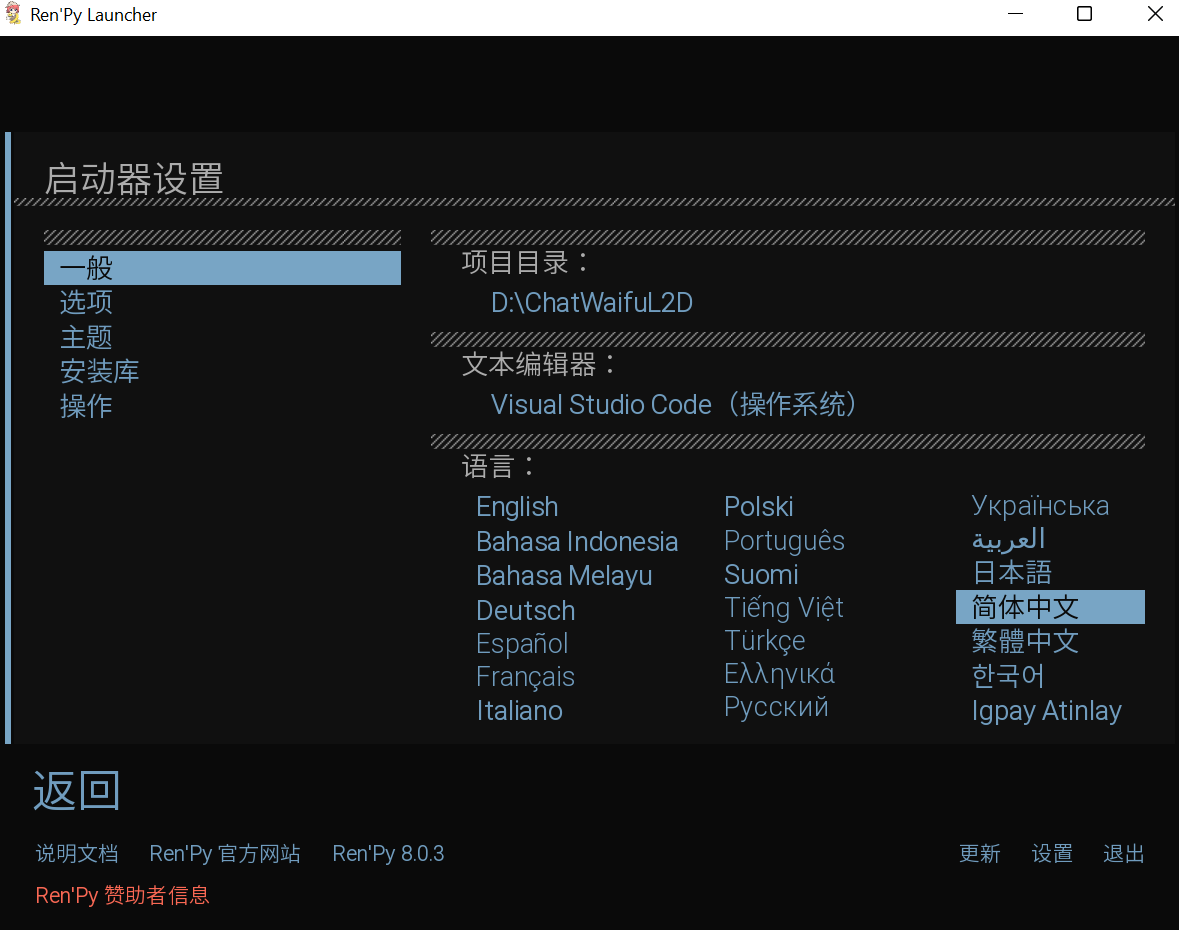 Ren'Py Launcher
启动器设置
一般
选项
主题
安装库
操作
项目目录：
D:\ChatWaifuL2D
文本编辑器：
Visual Studio Code（操作系统）
语言：
English
Bahasa Indonesia
Bahasa Melayu
Deutsch
Español
Français
Italiano
Polski
Português
Suomi
Tiếng Việt
Türkçe
Ελληνικά
Русский
Українська
العربية
日本語
简体中文
繁體中文
한국어
Igpay Atinlay
返回
说明文档 Ren'Py 官方网站 Ren'Py 8.0.3 更新 设置 退出
Ren'Py 赞助者信息